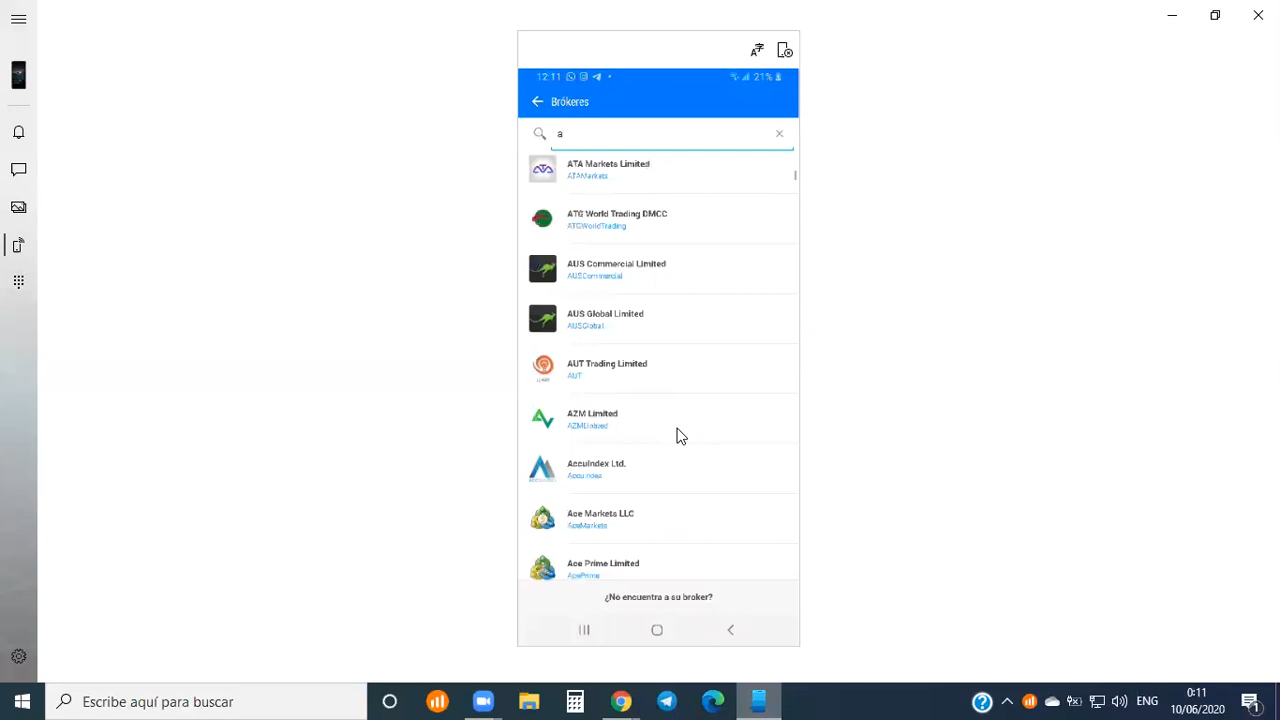 12:11
21%
Brókeres
a
ATA Markets Limited
ATAMarkets
ATG World Trading DMCC
ATGWorldTrading
AUS Commercial Limited
AUSCommercial
AUS Global Limited
AUSGlobal
AUT Trading Limited
AUT
AZM Limited
AZMLimited
AccuIndex Ltd.
AccuIndex
Ace Markets LLC
AceMarkets
Ace Prime Limited
AcePrime
¿No encuentra a su broker?
Escribe aquí para buscar
ENG
0:11
10/06/2020
1